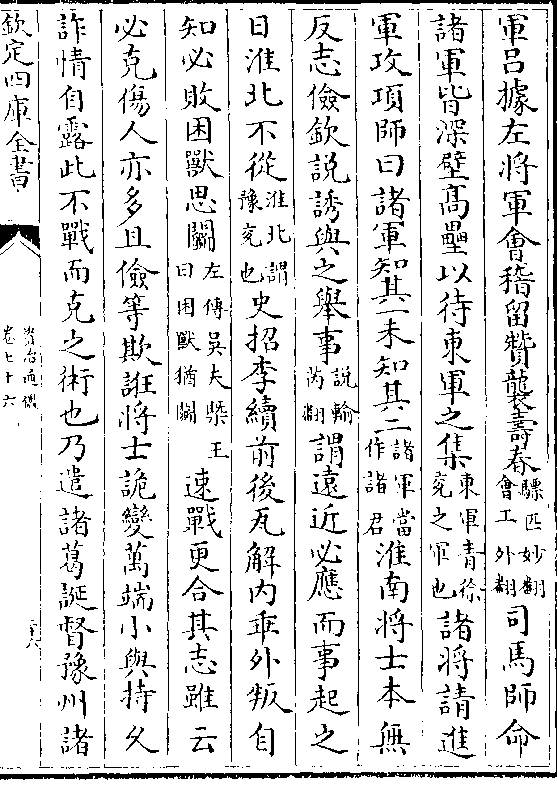 軍吕據左將軍會稽留贊襲壽春驃匹妙翻會工外翻司馬師命
諸軍皆深壁高壘以待東軍之集東軍青徐兖之軍也諸將請進
軍攻項師曰諸軍知其一未知其二諸軍當作諸君淮南將士本無
反志儉欽説誘與之舉事説輸芮翻謂遠近必應而事起之
日淮北不從淮北謂豫兖也史招李續前後瓦解内乖外叛自
知必敗困獸思鬭左傳吳夫槩王曰困獸猶鬭速戰更合其志雖云
必克傷人亦多且儉等欺誑將士詭變萬端小與持久
詐情自露此不戰而克之術也乃遣諸葛誕督豫州諸
欽定四庫全書
資治通鑑
卷七十六